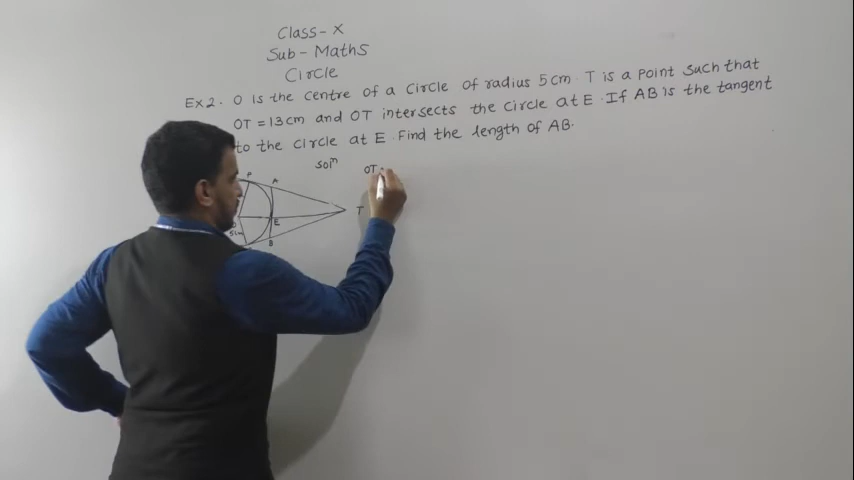 Class-X
Sub-Maths
Circle
Ex2. O is the centre of a circle of radius 5cm. T is a point such that
OT = 13cm and OT intersects the circle at E. If AB is the tangent
to the circle at E. Find the length of AB.
Solⁿ OT
P A
T
E
5cm
B